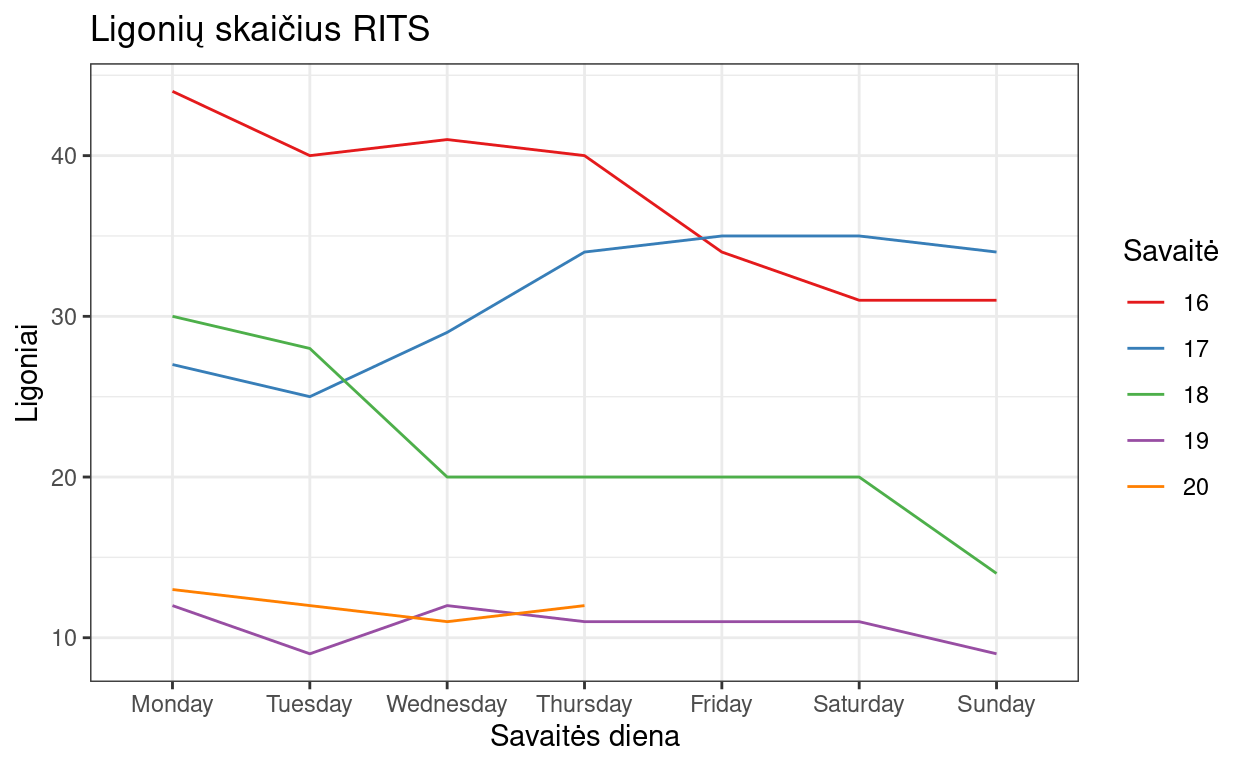 Ligonių skaičius RITS
40
30
20
10
Ligoniai
Monday Tuesday Wednesday Thursday Friday Saturday Sunday
Savaitės diena
Savaitė
16
17
18
19
20